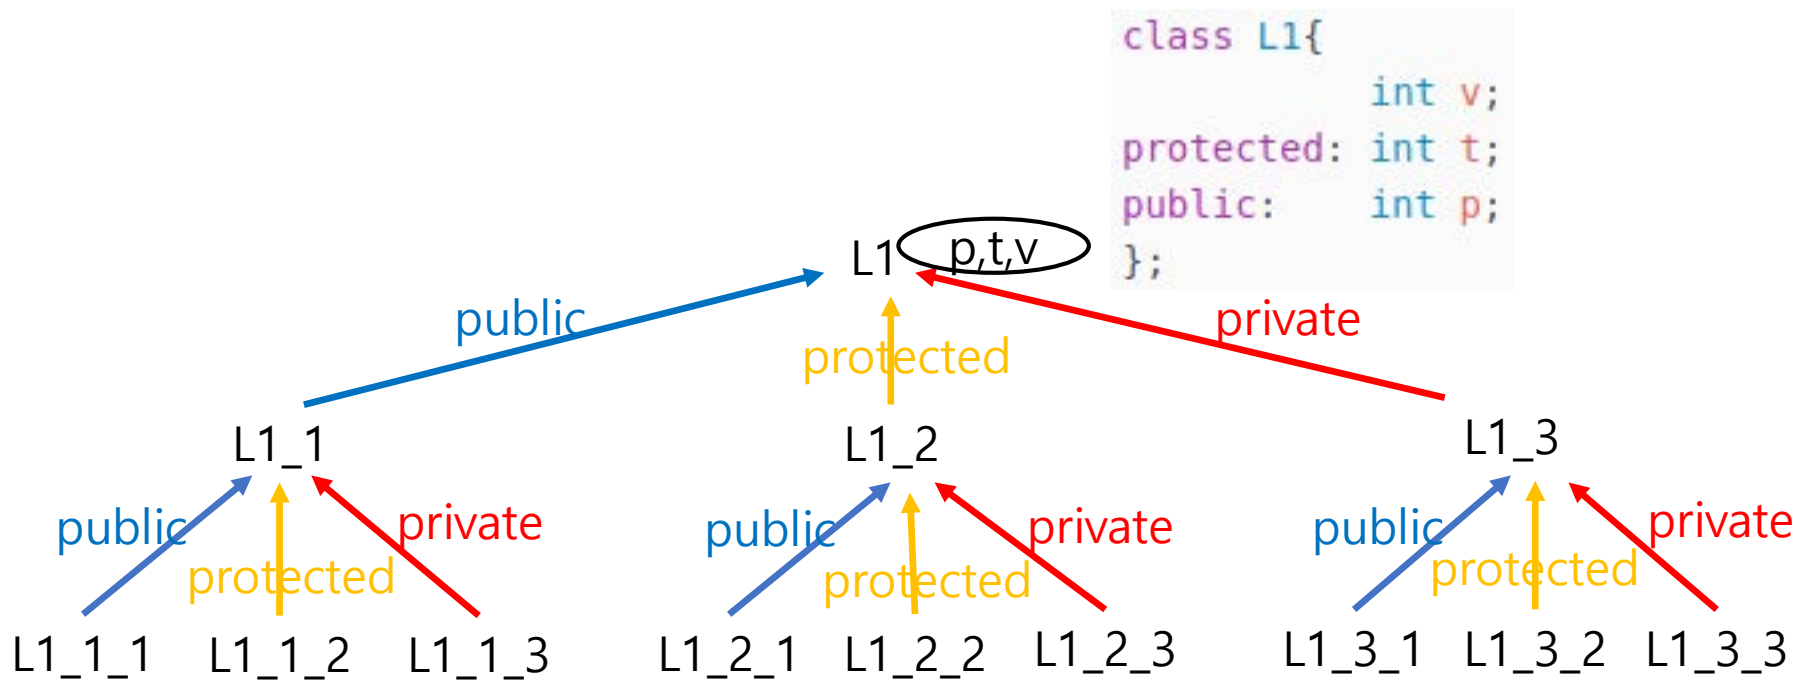 class L1{
int v;
protected: int t;
public: int p;
};
L1 p,t,v
public protected private
L1_1 L1_2 L1_3
public protected private public protected private public protected private
L1_1_1 L1_1_2 L1_1_3 L1_2_1 L1_2_2 L1_2_3 L1_3_1 L1_3_2 L1_3_3